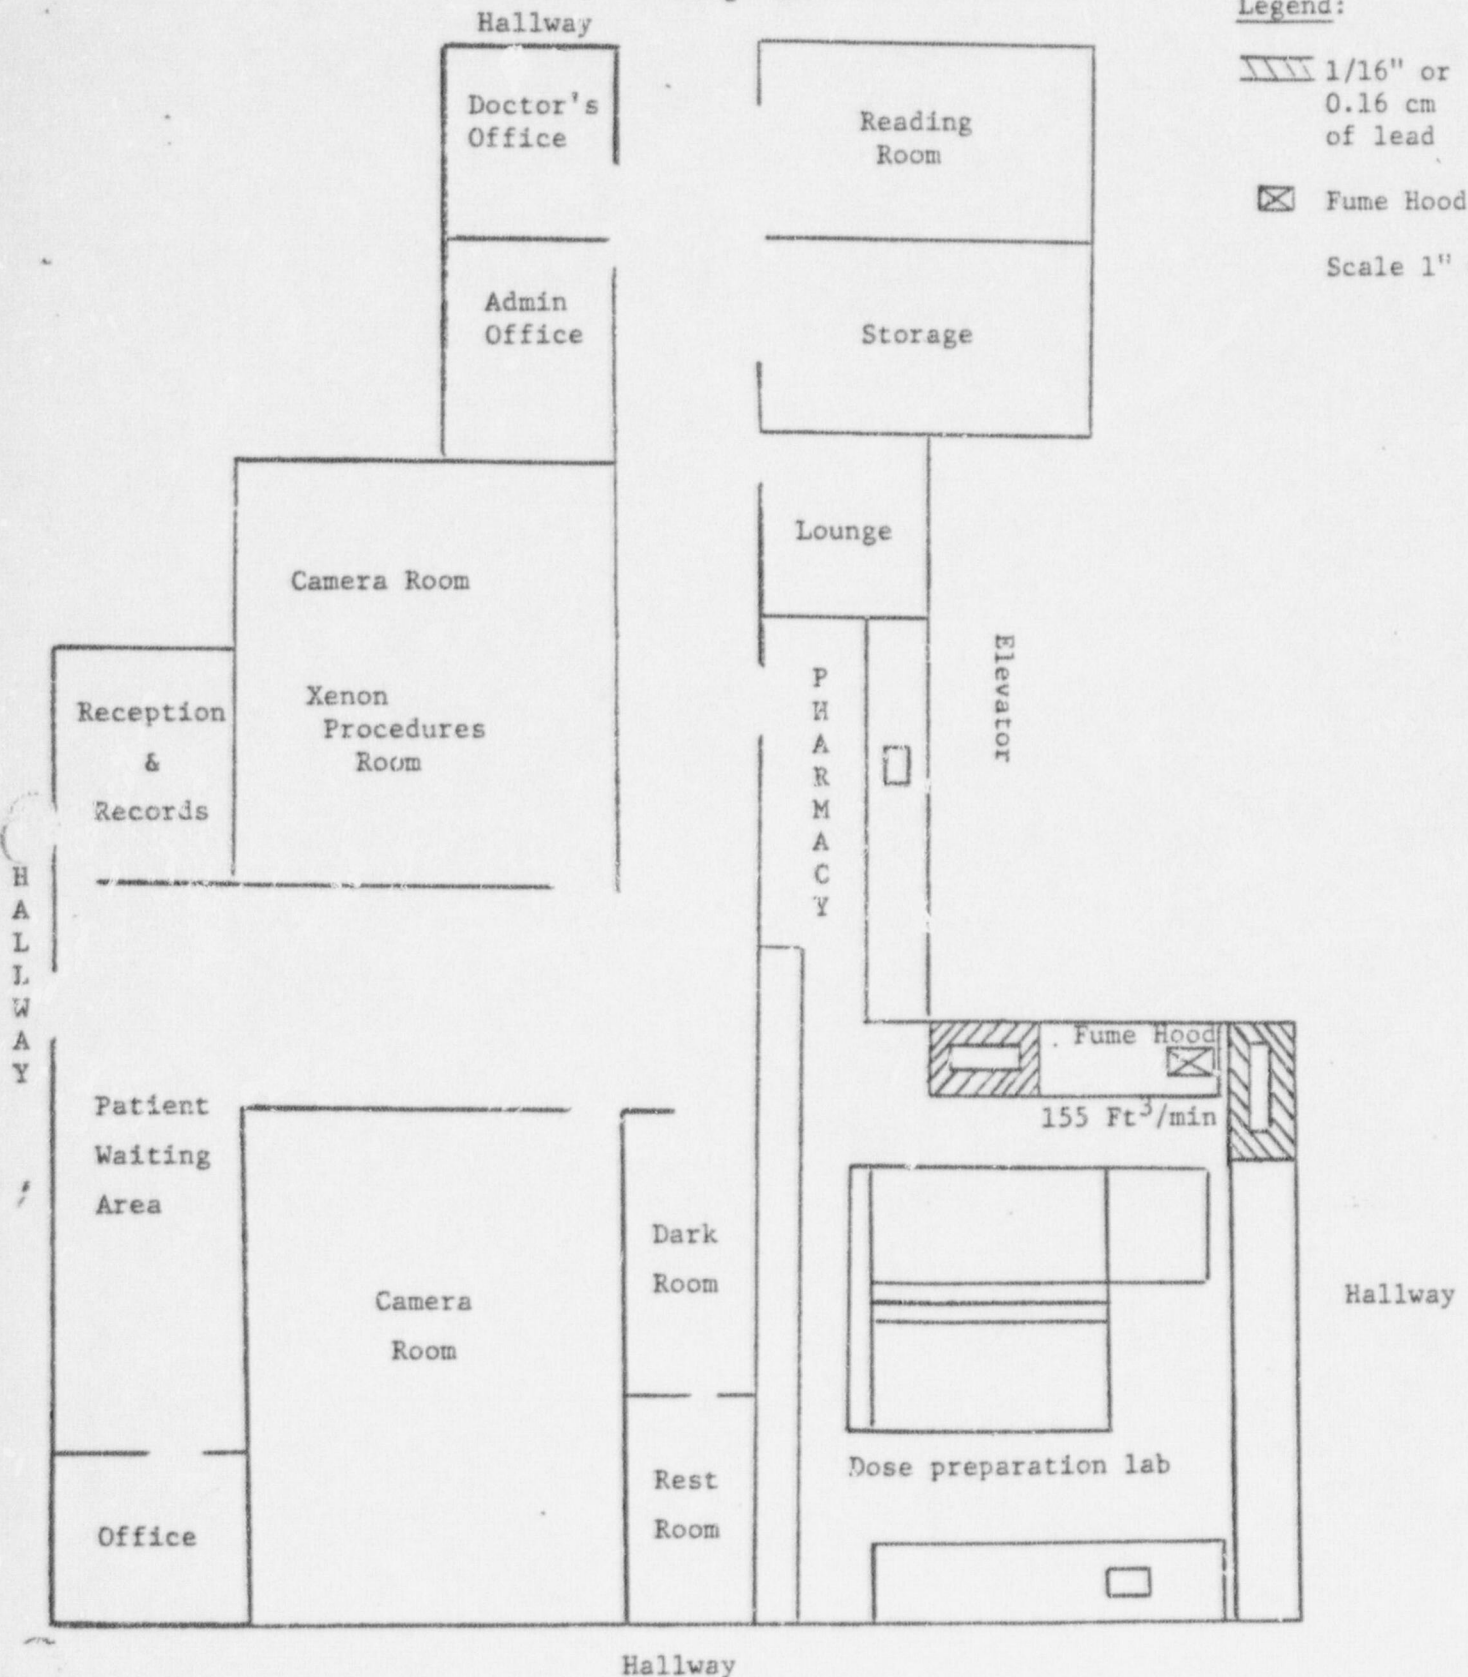 Hallway
Legend:
1/16" or
0.16 cm
of lead
Fume Hood
Scale 1"
Doctor's
Office
Reading
Room
Admin
Office
Storage
Lounge
Camera Room
Xenon
Procedures
Room
Reception
&
Records
PHARMACY
Elevator
HALLWAY
Fume Hood
155 Ft³/min
Patient
Waiting
Area
Dark
Room
Camera
Room
Hallway
Dose preparation lab
Rest
Room
Office
Hallway